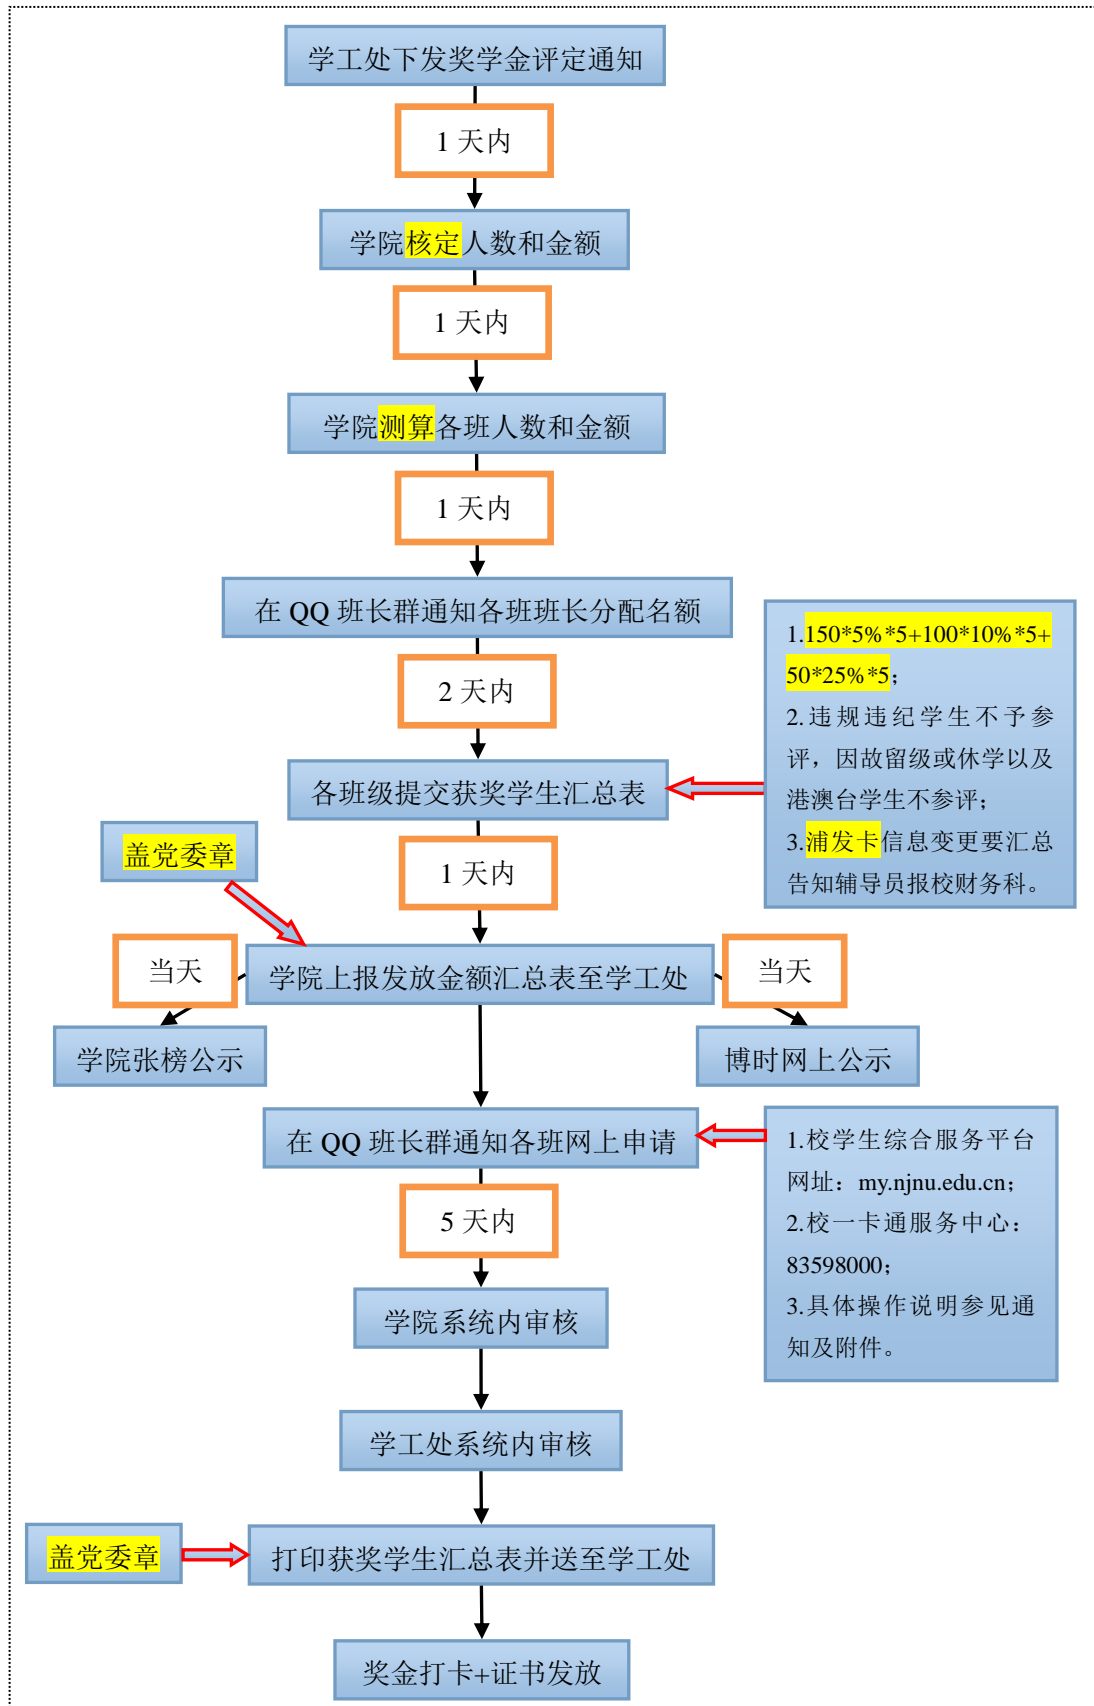 学工处下发奖学金评定通知
1 天内
学院核定人数和金额
1 天内
学院测算各班人数和金额
1 天内
在 QQ 班长群通知各班班长分配名额
2 天内
1.150*5%*5+100*10%*5+
50*25%*5；
2.违规违纪学生不予参
评，因故留级或休学以及
港澳台学生不参评；
3.浦发卡信息变更要汇总
告知辅导员报校财务科。
各班级提交获奖学生汇总表
盖党委章
1 天内
当天
学院上报发放金额汇总表至学工处
当天
学院张榜公示
博时网上公示
在 QQ 班长群通知各班网上申请
1.校学生综合服务平台
网址：my.njnu.edu.cn；
2.校一卡通服务中心：
83598000；
3.具体操作说明参见通
知及附件。
5 天内
学院系统内审核
学工处系统内审核
盖党委章
打印获奖学生汇总表并送至学工处
奖金打卡+证书发放